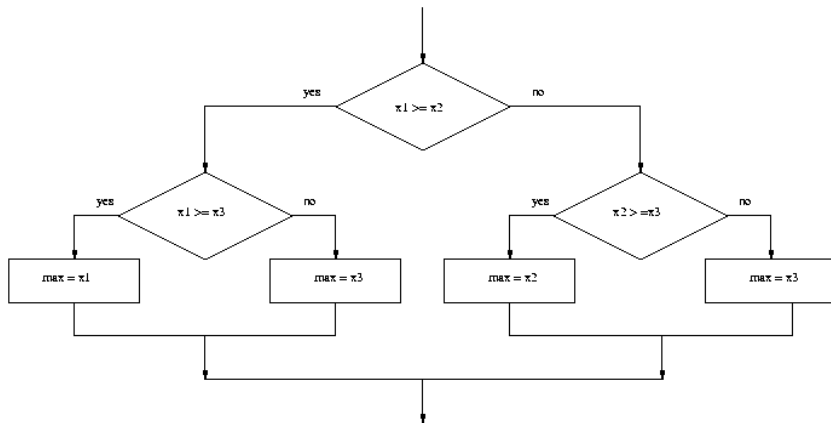 yes
no
x1 >= x2
yes
no
yes
no
x1 >= x3
x2 > =x3
max = x1
max = x3
max = x2
max = x3